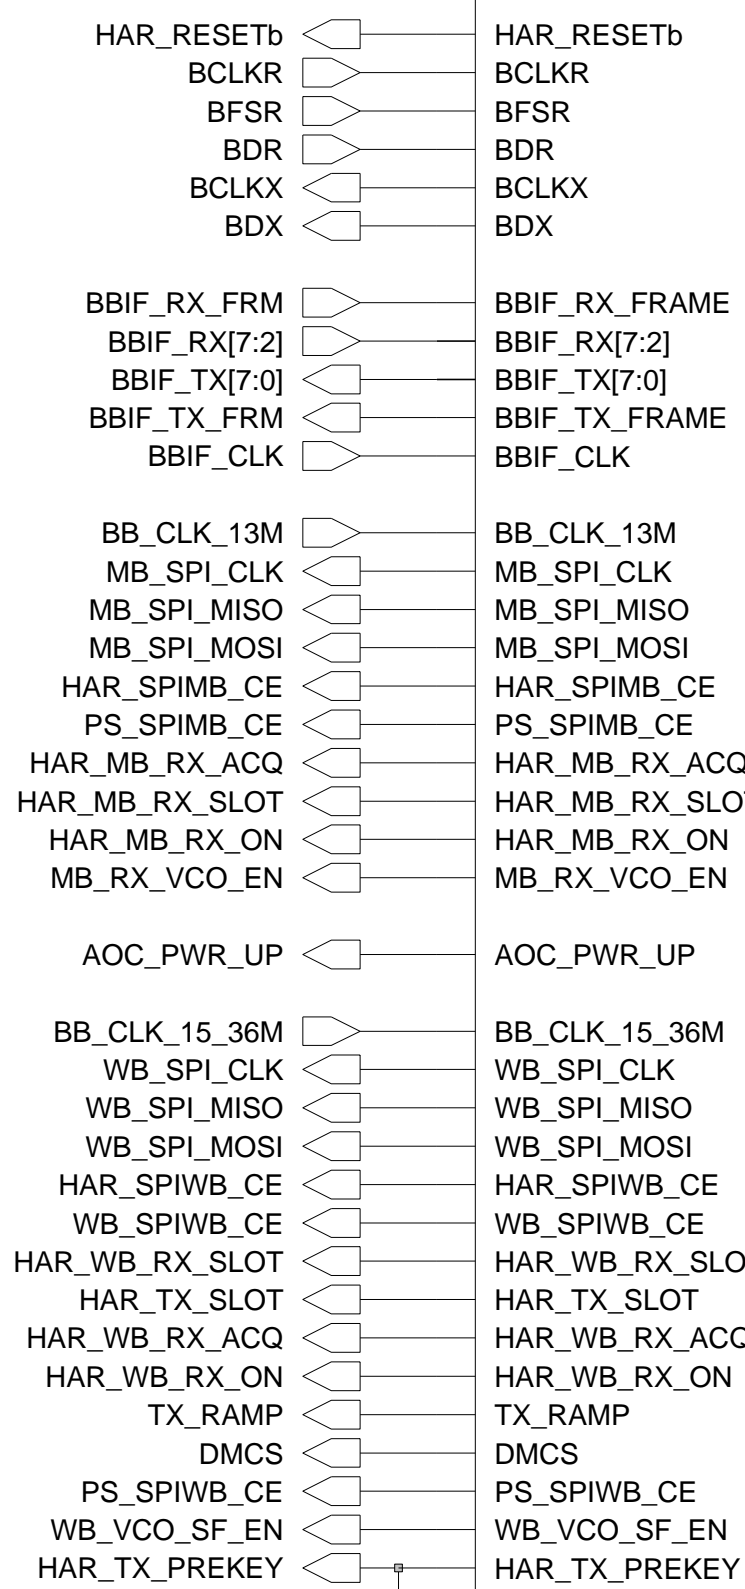 HAR_RESETb HAR_RESETb
BCLKR BCLKR
BFSR BFSR
BDR BDR
BCLKX BCLKX
BDX BDX
BBIF_RX_FRM BBIF_RX_FRAME
BBIF_RX[7:2] BBIF_RX[7:2]
BBIF_TX[7:0] BBIF_TX[7:0]
BBIF_TX_FRM BBIF_TX_FRAME
BBIF_CLK BBIF_CLK
BB_CLK_13M BB_CLK_13M
MB_SPI_CLK MB_SPI_CLK
MB_SPI_MISO MB_SPI_MISO
MB_SPI_MOSI MB_SPI_MOSI
HAR_SPIMB_CE HAR_SPIMB_CE
PS_SPIMB_CE PS_SPIMB_CE
HAR_MB_RX_ACQ HAR_MB_RX_ACQ
HAR_MB_RX_SLOT HAR_MB_RX_SLOT
HAR_MB_RX_ON HAR_MB_RX_ON
MB_RX_VCO_EN MB_RX_VCO_EN
AOC_PWR_UP AOC_PWR_UP
BB_CLK_15_36M BB_CLK_15_36M
WB_SPI_CLK WB_SPI_CLK
WB_SPI_MISO WB_SPI_MISO
WB_SPI_MOSI WB_SPI_MOSI
HAR_SPIWB_CE HAR_SPIWB_CE
WB_SPIWB_CE WB_SPIWB_CE
HAR_WB_RX_SLOT HAR_WB_RX_SLO
HAR_TX_SLOT HAR_TX_SLOT
HAR_WB_RX_ACQ HAR_WB_RX_ACQ
HAR_WB_RX_ON HAR_WB_RX_ON
TX_RAMP TX_RAMP
DMCS DMCS
PS_SPIWB_CE PS_SPIWB_CE
WB_VCO_SF_EN WB_VCO_SF_EN
HAR_TX_PREKEY HAR_TX_PREKEY